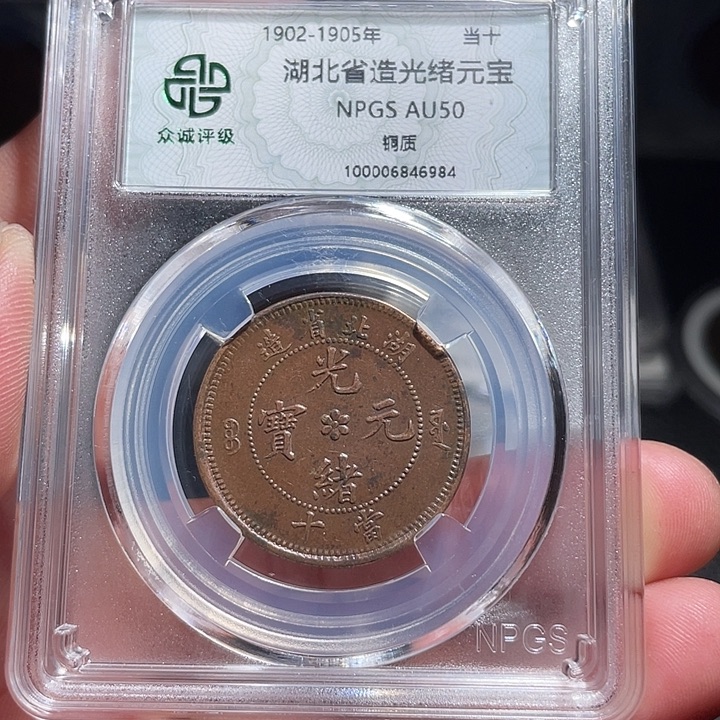 1902-1905年 当十
湖北省造光绪元宝
NPGS AU50
铜质
100006846984
众诚评级
湖北省造
光緒元寶
當十
NPGS